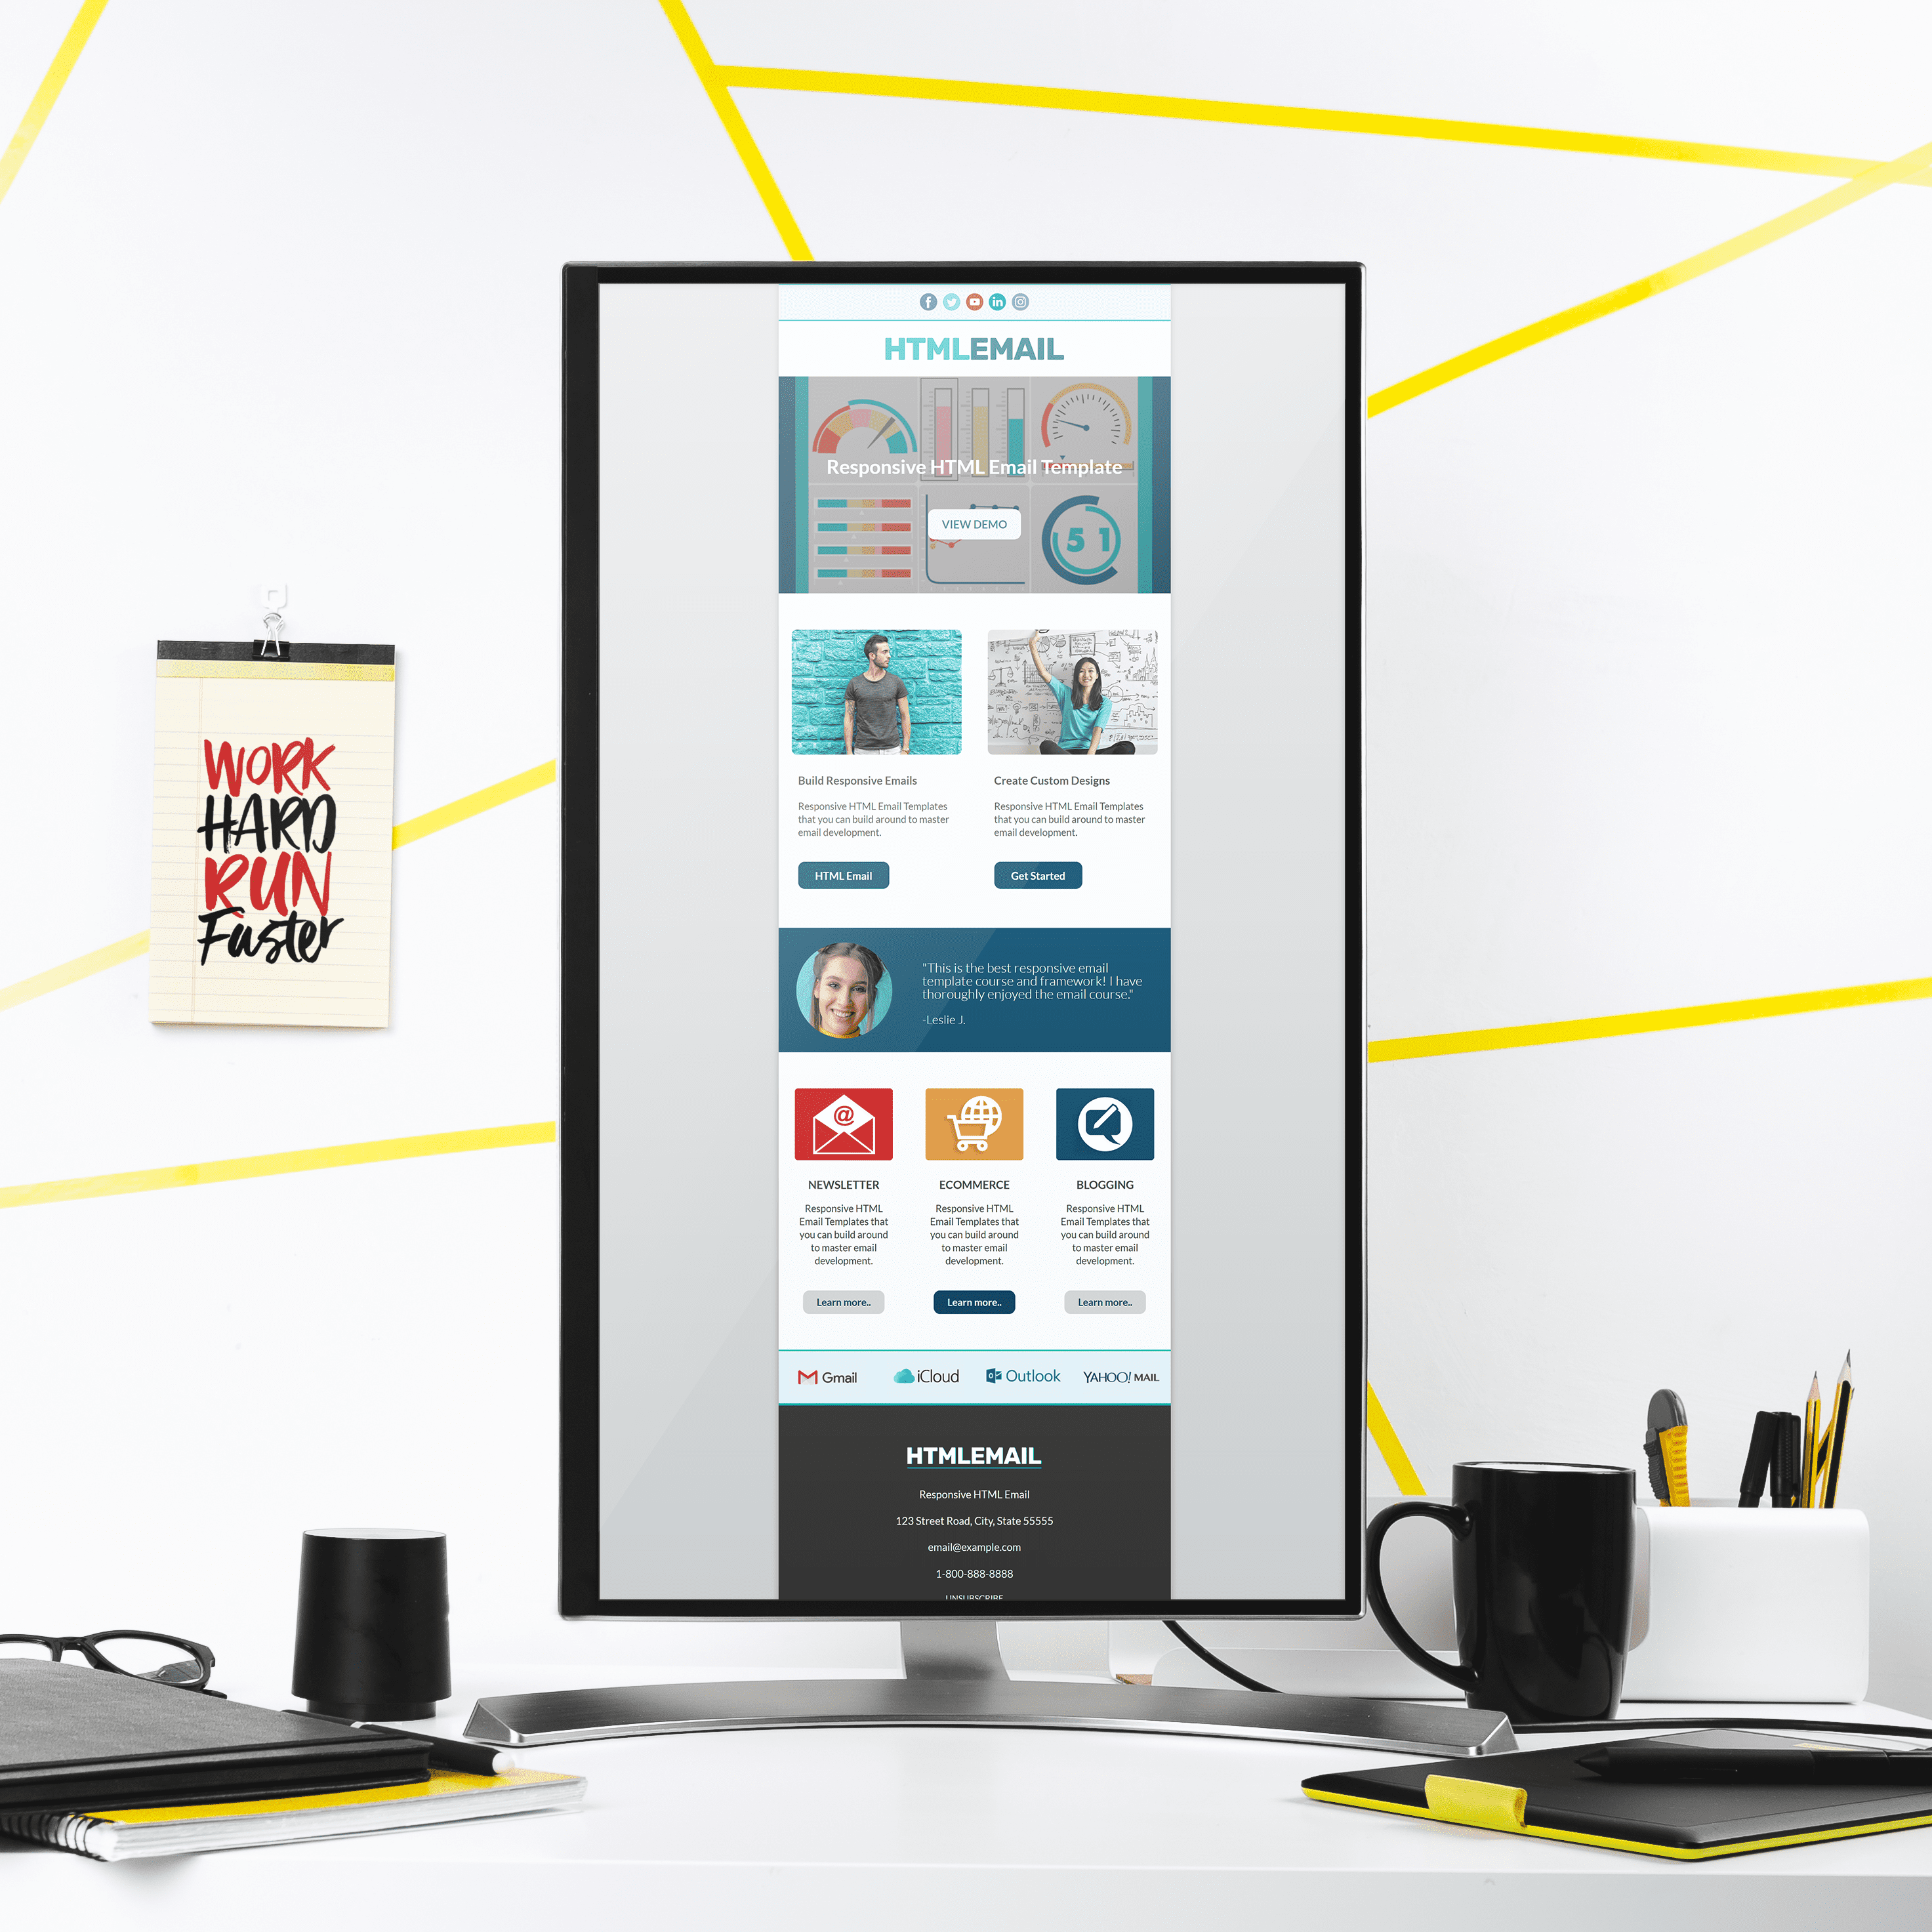 HTMLEMAIL
Responsive HTML Email Template
VIEW DEMO
51
Build Responsive Emails
Responsive HTML Email Templates
that you can build around to master
email development.
HTML Email
Create Custom Designs
Responsive HTML Email Templates
that you can build around to master
email development.
Get Started
"This is the best responsive email
template course and framework! I have
thoroughly enjoyed the email course."
-Leslie J.
NEWSLETTER
Responsive HTML
Email Templates that
you can build around
to master email
development.
Learn more..
ECOMMERCE
Responsive HTML
Email Templates that
you can build around
to master email
development.
Learn more..
BLOGGING
Responsive HTML
Email Templates that
you can build around
to master email
development.
Learn more..
Gmail
iCloud
Outlook
YAHOO! MAIL
HTMLEMAIL
Responsive HTML Email
123 Street Road, City, State 55555
email@example.com
1-800-888-8888
UNSUBSCRIBE
WORK
HARD
RUN
Faster